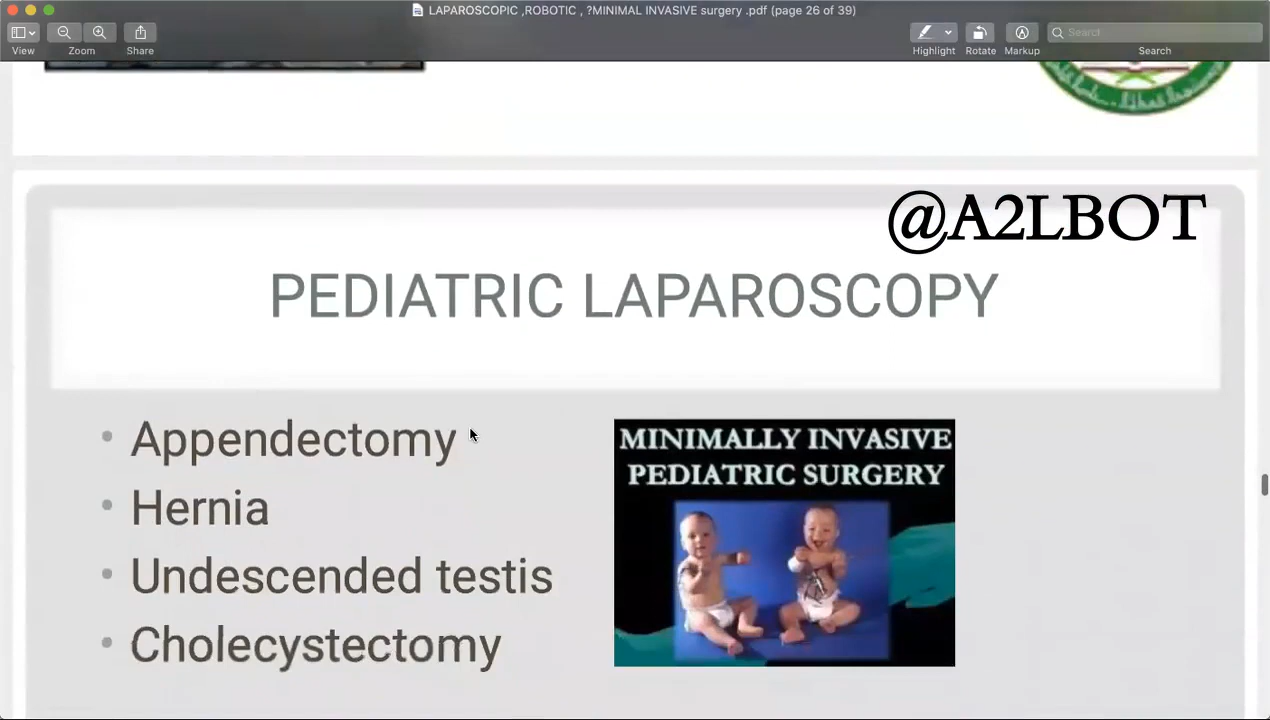 LAPAROSCOPIC ,ROBOTIC , ?MINIMAL INVASIVE surgery .pdf (page 26 of 39)
View
Zoom
Share
Highlight
Rotate
Markup
Search
Search
@A2LBOT
PEDIATRIC LAPAROSCOPY
• Appendectomy
• Hernia
• Undescended testis
• Cholecystectomy
MINIMALLY INVASIVE
PEDIATRIC SURGERY